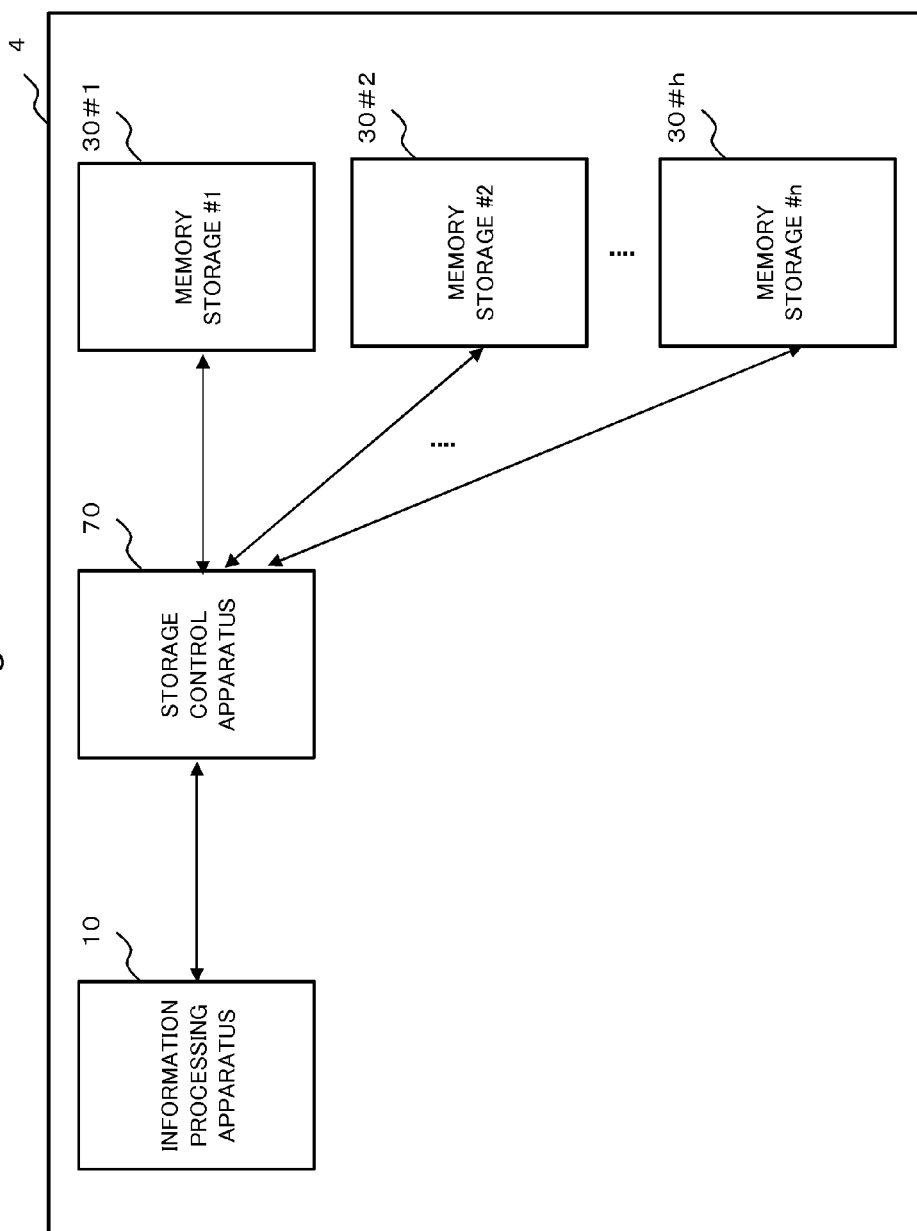 4
10
INFORMATION
PROCESSING
APPARATUS
70
STORAGE
CONTROL
APPARATUS
30#1
MEMORY
STORAGE #1
30#2
MEMORY
STORAGE #2
....
....
30#h
MEMORY
STORAGE #n